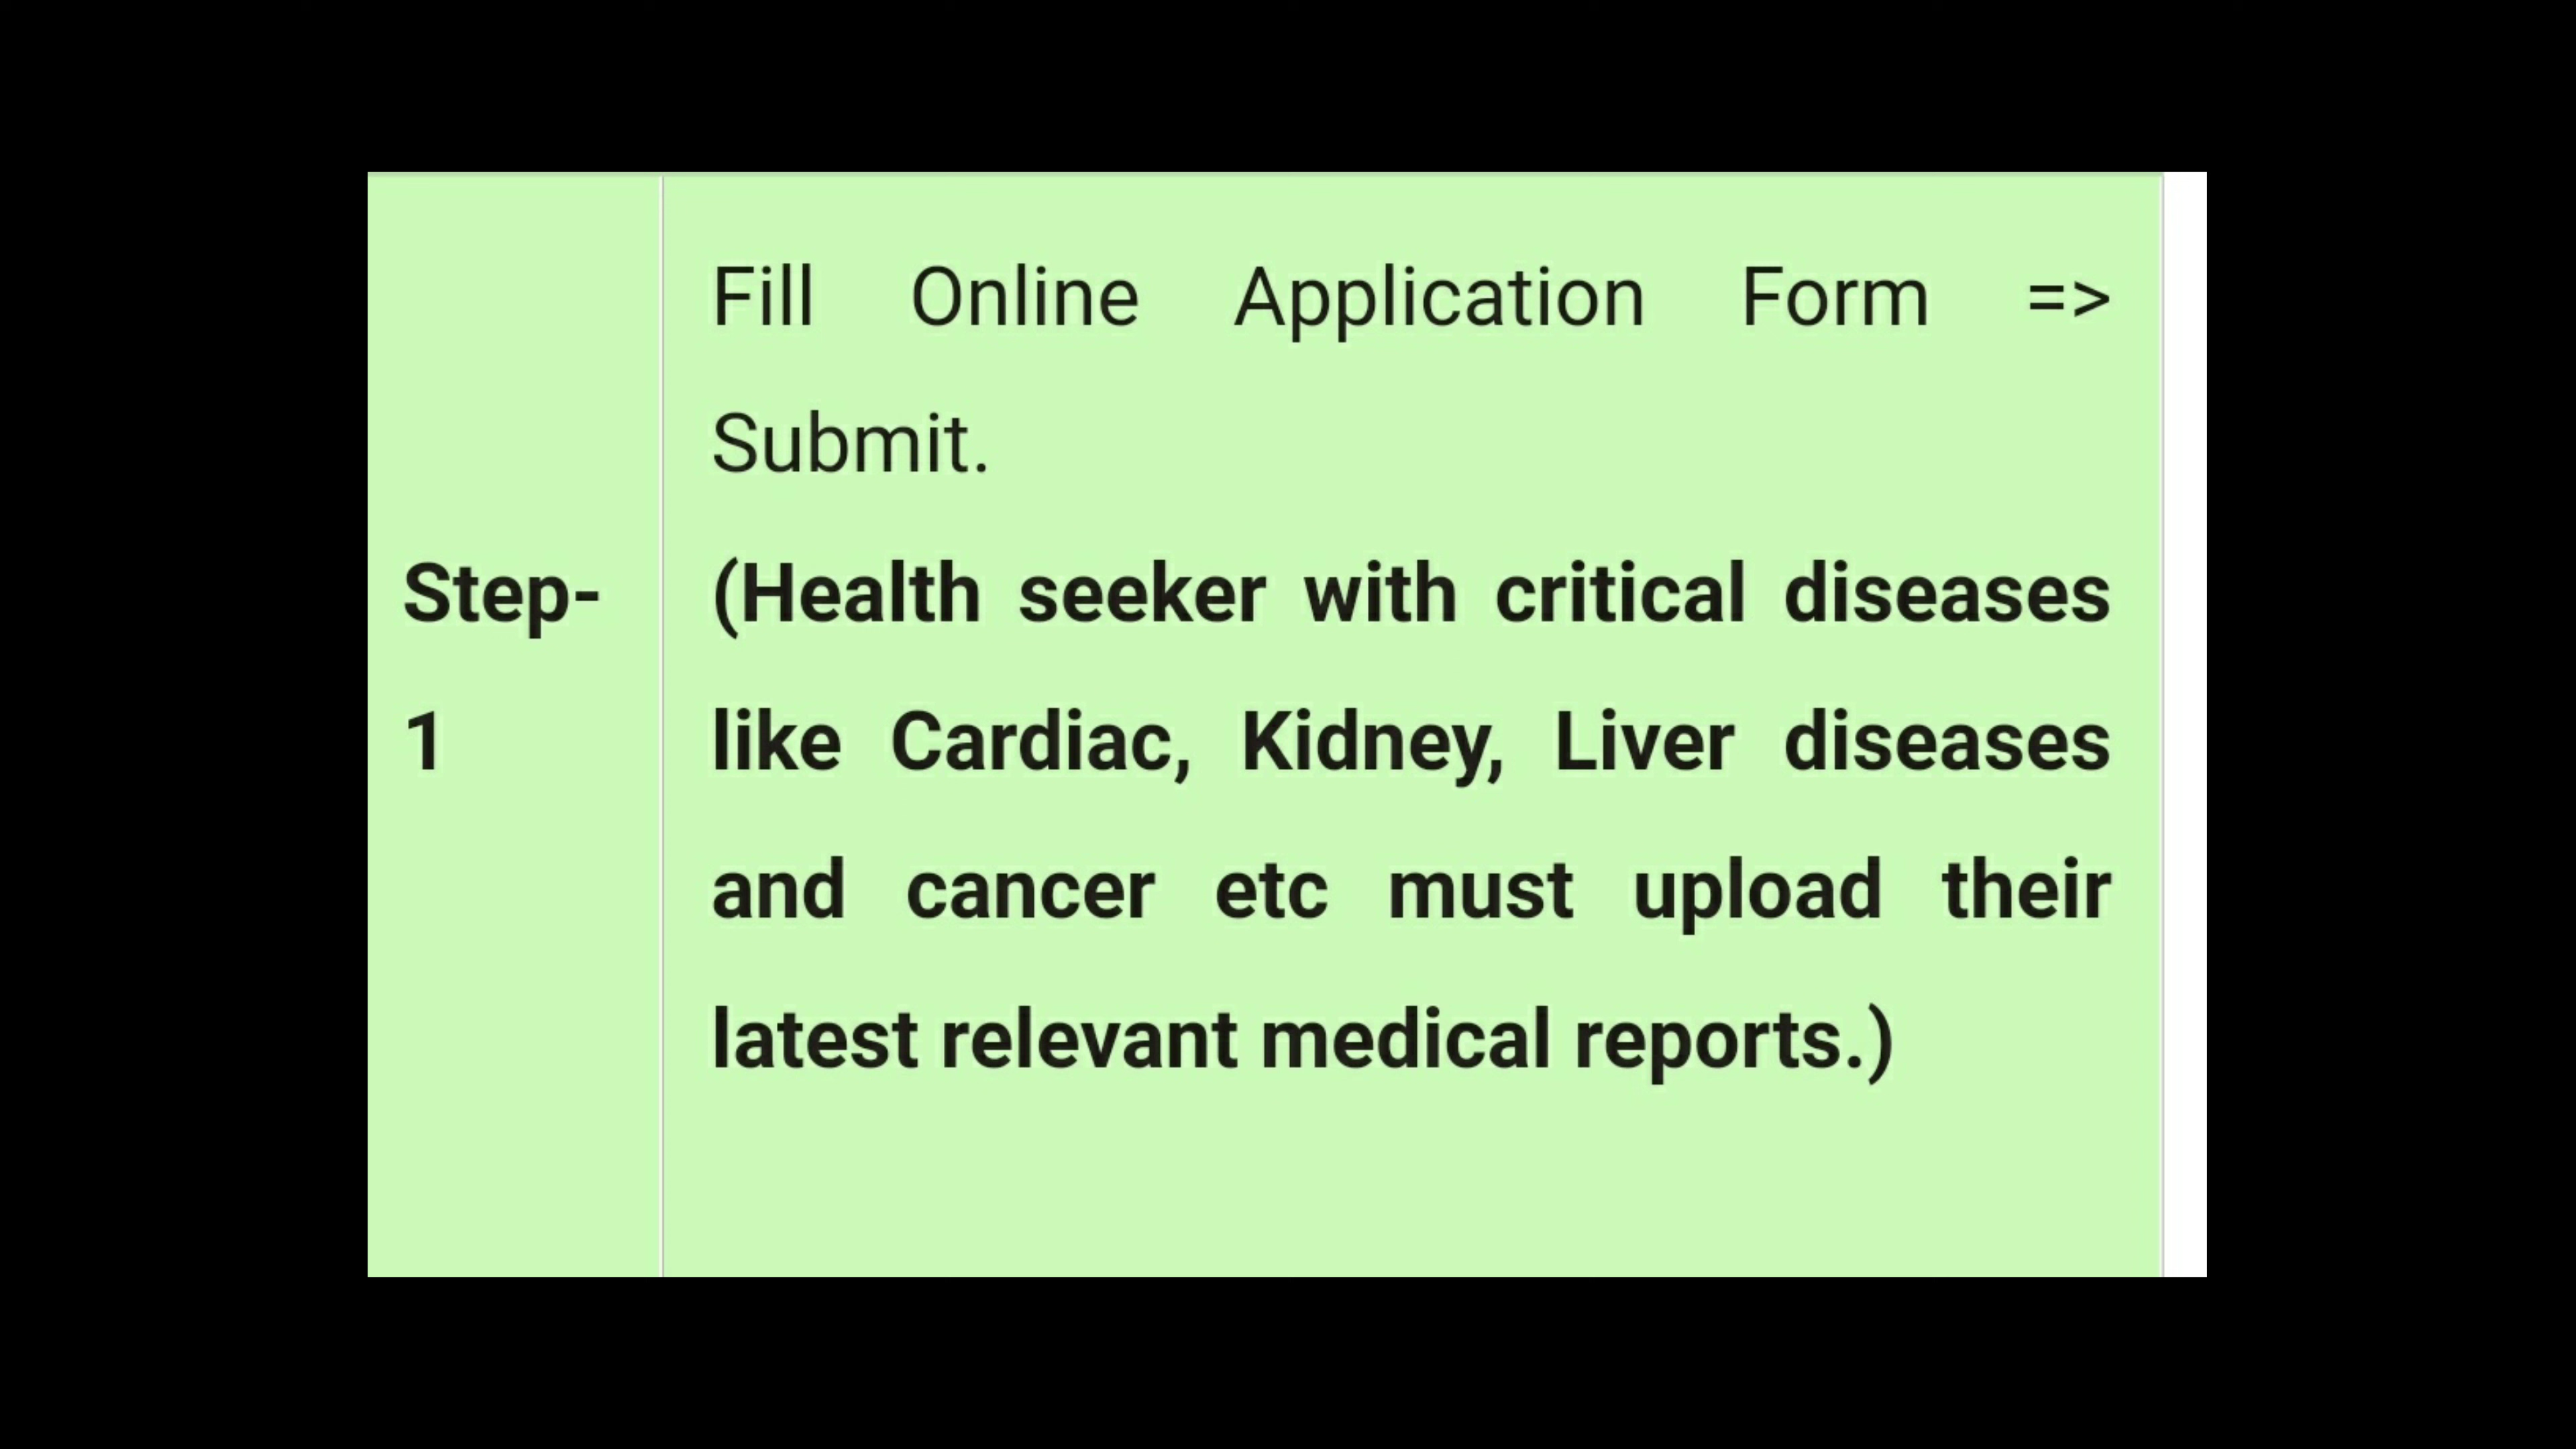 Fill Online Application Form =>
Submit.
Step-
1
(Health seeker with critical diseases
like Cardiac, Kidney, Liver diseases
and cancer etc must upload their
latest relevant medical reports.)